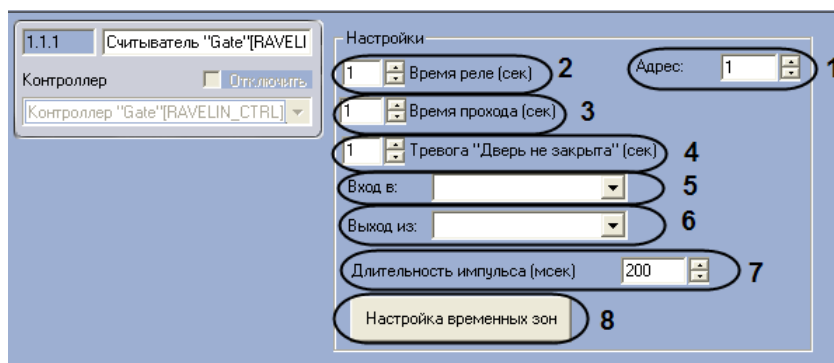 1.1.1 Считыватель "Gate"[RAVELI
Контроллер Отключить
Контроллер "Gate"[RAVELIN_CTRL]
Настройки
1 Время реле (сек) 2 Адрес: 1 1
1 Время прохода (сек) 3
1 Тревога "Дверь не закрыта" (сек) 4
Вход в: 5
Выход из: 6
Длительность импульса (мсек) 200 7
Настройка временных зон 8